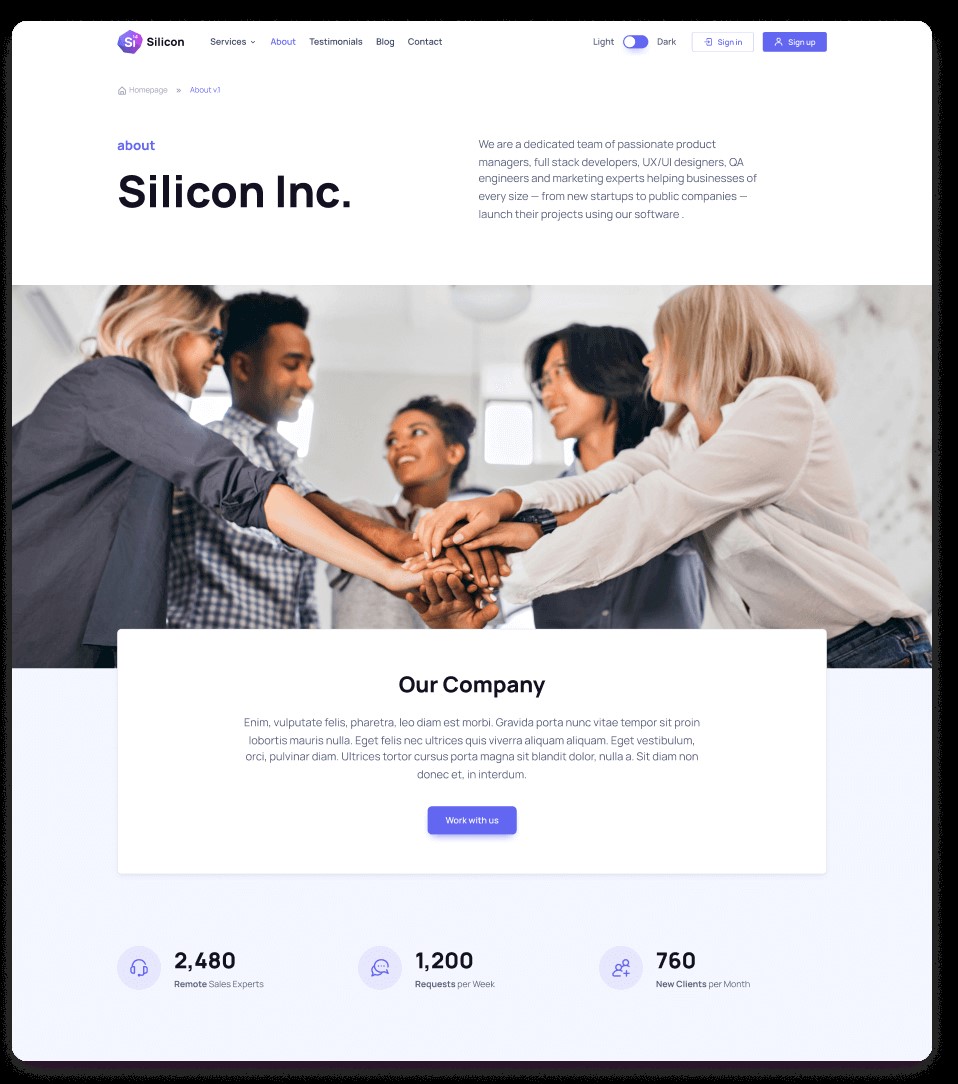 Si
Silicon
Services
About
Testimonials
Blog
Contact
Light
Dark
Sign in
Sign up
Homepage » About v1
about
Silicon Inc.
We are a dedicated team of passionate product
managers, full stack developers, UX/UI designers, QA
engineers and marketing experts helping businesses of
every size — from new startups to public companies —
launch their projects using our software .
Our Company
Enim, vulputate felis, pharetra, leo diam est morbi. Gravida porta nunc vitae tempor sit proin
lobortis mauris nulla. Eget felis nec ultrices quis viverra aliquam aliquam. Eget vestibulum,
orci, pulvinar diam. Ultrices tortor cursus porta magna sit blandit dolor, nulla a. Sit diam non
donec et, in interdum.
Work with us
2,480
Remote Sales Experts
1,200
Requests per Week
760
New Clients per Month